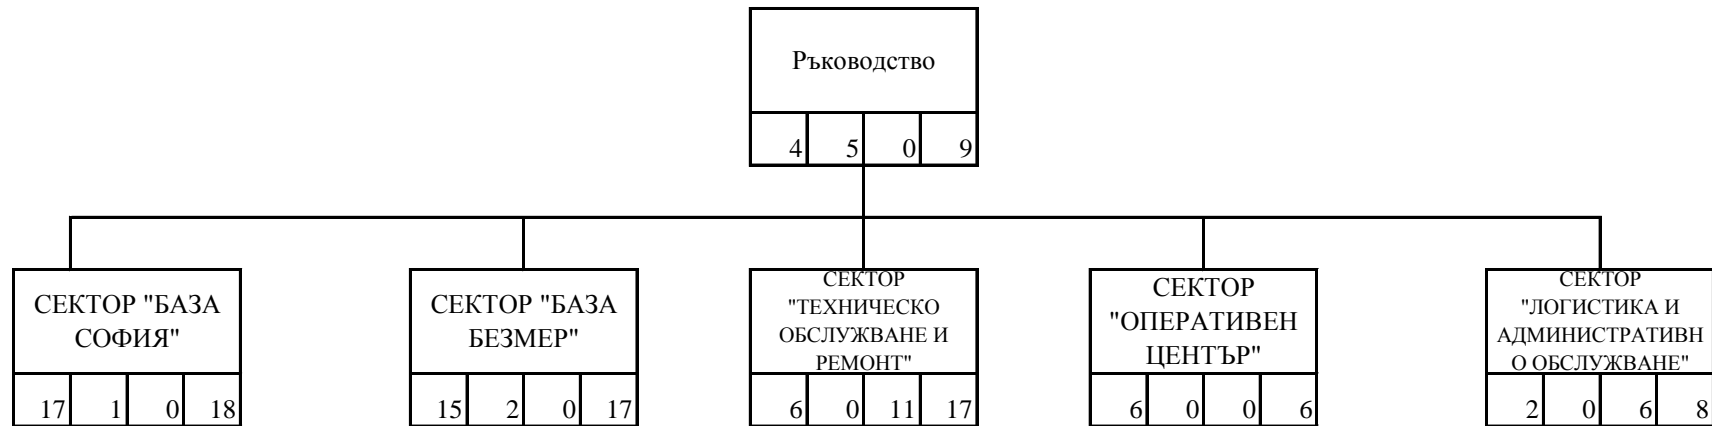 Ръководство
4 5 0 9
СЕКТОР "БАЗА
СОФИЯ"
17 1 0 18
СЕКТОР "БАЗА
БЕЗМЕР"
15 2 0 17
СЕКТОР
"ТЕХНИЧЕСКО
ОБСЛУЖВАНЕ И
РЕМОНТ"
6 0 11 17
СЕКТОР
"ОПЕРАТИВЕН
ЦЕНТЪР"
6 0 0 6
СЕКТОР
"ЛОГИСТИКА И
АДМИНИСТРАТИВН
О ОБСЛУЖВАНЕ"
2 0 6 8